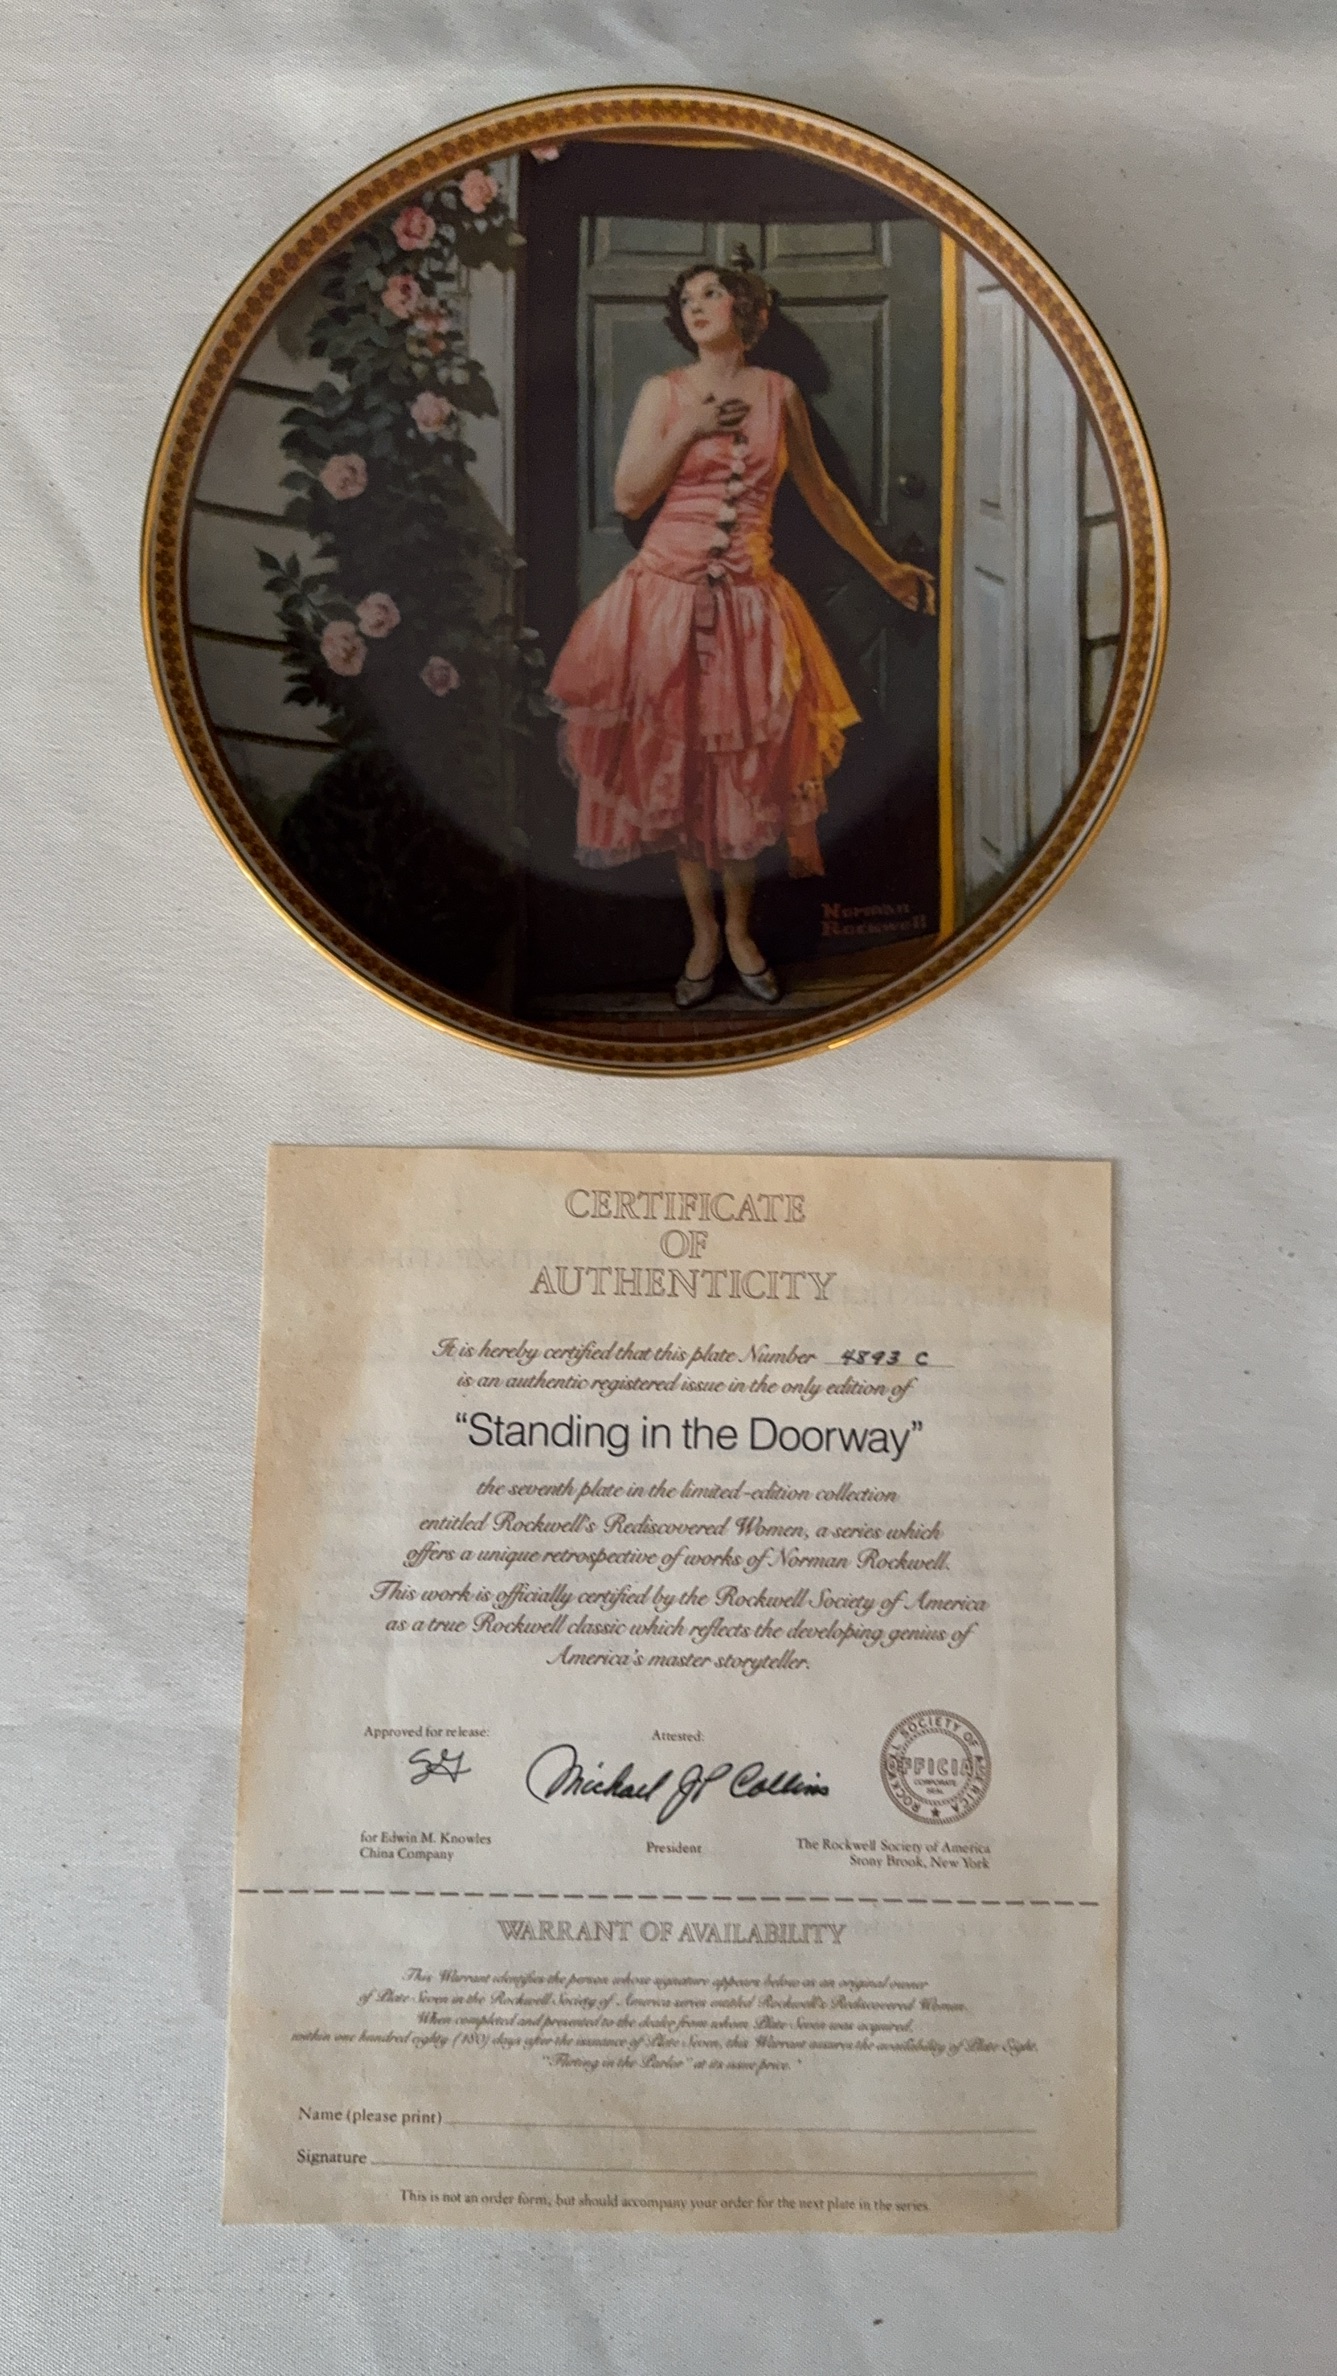 Norman
Rockwell
CERTIFICATE
OF
AUTHENTICITY
It is hereby certified that this plate Number 4893 C
is an authentic registered issue in the only edition of
“Standing in the Doorway”
the seventh plate in the limited-edition collection
entitled Rockwell's Rediscovered Women, a series which
offers a unique retrospective of works of Norman Rockwell.
This work is officially certified by the Rockwell Society of America
as a true Rockwell classic which reflects the developing genius of
America's master storyteller.
Approved for release:
Attested:
Michael JP Collins
ROCKWELL SOCIETY OF AMERICA
OFFICIAL
CORPORATE
SEAL
for Edwin M. Knowles
China Company
President
The Rockwell Society of America
Stony Brook, New York
WARRANT OF AVAILABILITY
This Warrant identifies the person whose signature appears below as an original owner
of Plate Seven in the Rockwell Society of America series entitled Rockwell's Rediscovered Women.
When completed and presented to the dealer from whom Plate Seven was acquired,
within one hundred eighty (180) days after the issuance of Plate Seven, this Warrant assures the availability of Plate Eight,
“Flirting in the Parlor” at its issue price.
Name (please print)
Signature
This is not an order form, but should accompany your order for the next plate in the series.